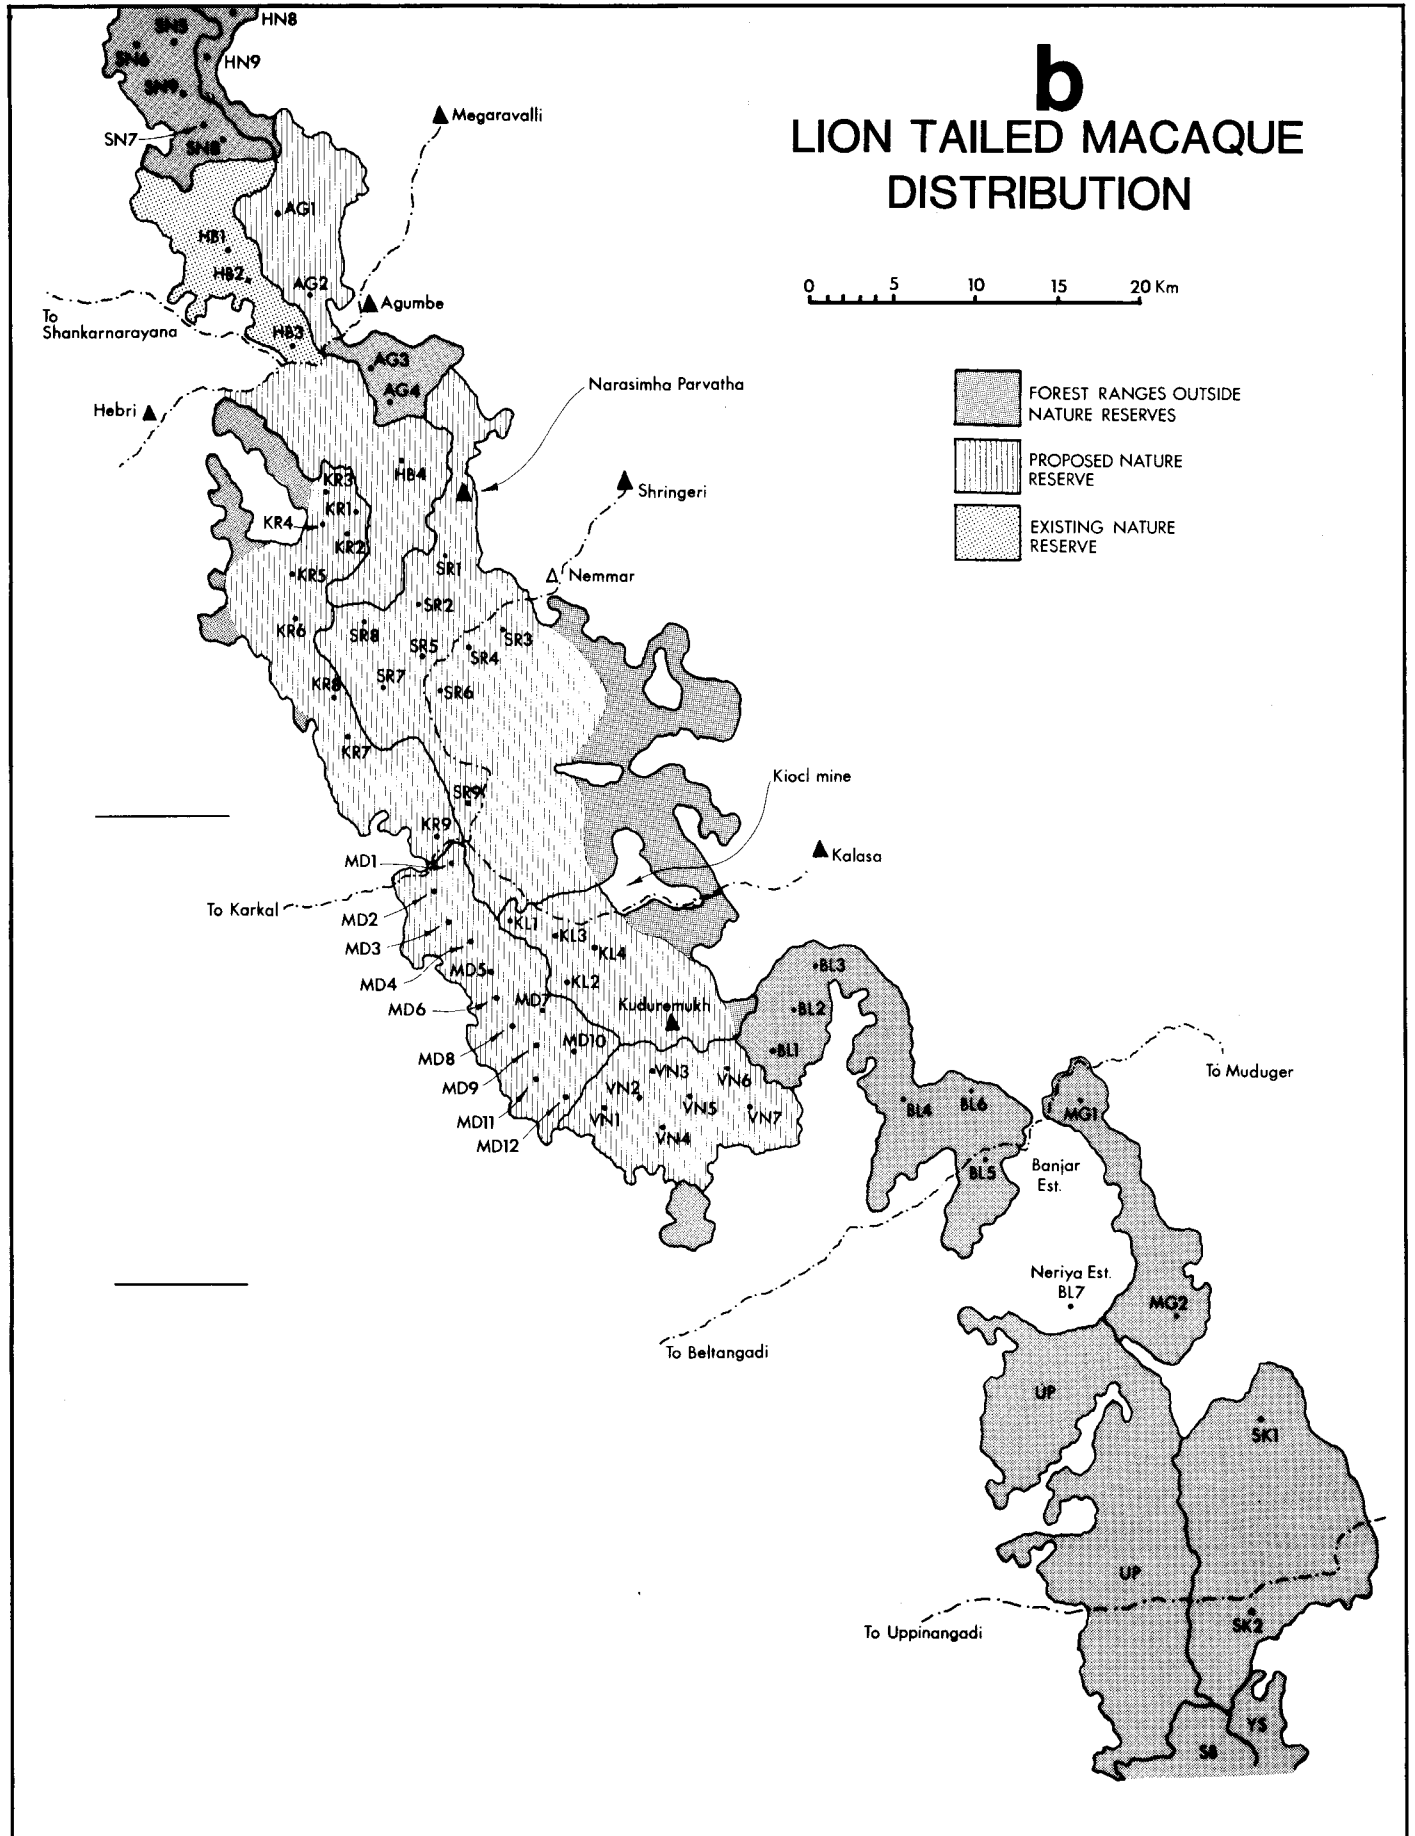 b
LION TAILED MACAQUE
DISTRIBUTION
0 5 10 15 20 Km
FOREST RANGES OUTSIDE
NATURE RESERVES
PROPOSED NATURE
RESERVE
EXISTING NATURE
RESERVE
HN8
SN5
SN6
HN9
SN9
SN7
SN8
Megaravalli
AG1
HB1
HB2
AG2
Agumbe
To
Shankarnarayana
HB3
AG3
AG4
Narasimha Parvatha
Hebri
HB4
KR3
Shringeri
KR1
KR4
KR2
SR1
KR5
Nemmar
SR2
KR6
SR8
SR3
SR5
SR4
SR7
SR6
KR8
KR7
Kiocl mine
SR9
KR9
MD1
Kalasa
To Karkal
MD2
KL1
KL3
MD3
KL4
MD4
MD5
KL2
BL3
MD6
MD7
Kuduremukh
BL2
MD8
MD10
BL1
MD9
VN3
VN6
To Muduger
VN2
VN5
BL4
BL6
MG1
MD11
VN1
VN7
MD12
VN4
BL5
Banjar
Est.
Neriya Est.
BL7
MG2
To Beltangadi
UP
SK1
UP
To Uppinangadi
SK2
YS
SB